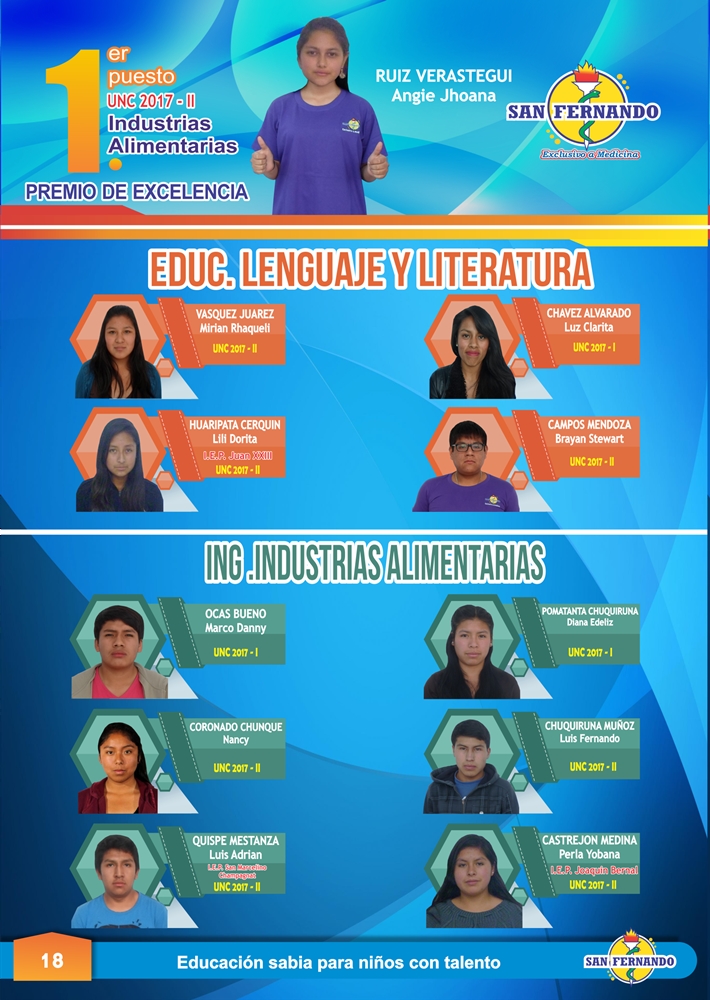 1.er
puesto
UNC 2017 - II
Industrias
Alimentarias
PREMIO DE EXCELENCIA
RUIZ VERASTEGUI
Angie Jhoana
SAN FERNANDO
Exclusivo a Medicina
EDUC. LENGUAJE Y LITERATURA
VASQUEZ JUAREZ
Mirian Rhaqueli
UNC 2017 - II
CHAVEZ ALVARADO
Luz Clarita
UNC 2017 - I
HUARIPATA CERQUIN
Lili Dorita
I.E.P. Juan XXIII
UNC 2017 - II
CAMPOS MENDOZA
Brayan Stewart
UNC 2017 - II
ING .INDUSTRIAS ALIMENTARIAS
OCAS BUENO
Marco Danny
UNC 2017 - I
POMATANTA CHUQUIRUNA
Diana Edeliz
UNC 2017 - I
CORONADO CHUNQUE
Nancy
UNC 2017 - II
CHUQUIRUNA MUÑOZ
Luis Fernando
UNC 2017 - II
QUISPE MESTANZA
Luis Adrian
I.E.P. San Marcelino
Champagnat
UNC 2017 - II
CASTREJON MEDINA
Perla Yobana
I.E.P. Joaquin Bernal
UNC 2017 - II
18
Educación sabia para niños con talento
SAN FERNANDO